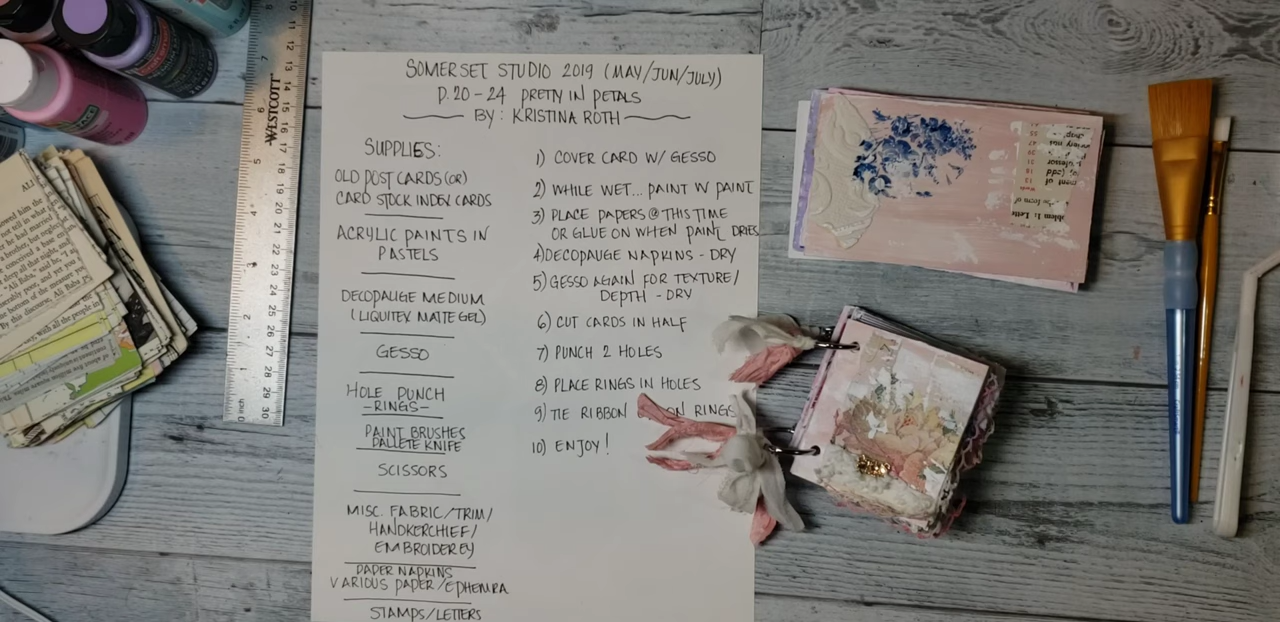 SOMERSET STUDIO 2019 (MAY/JUN/JULY)
P.20-24 PRETTY IN PETALS
BY: KRISTINA ROTH
SUPPLIES:
OLD POST CARDS (OR)
CARD STOCK INDEX CARDS
ACRYLIC PAINTS IN
PASTELS
DECOPAUGE MEDIUM
(LIQUITEX MATTE GEL)
GESSO
HOLE PUNCH
-RINGS-
PAINT BRUSHES
PALLETE KNIFE
SCISSORS
MISC. FABRIC/TRIM/
HANDKERCHIEF/
EMBROIDEREY
PAPER NAPKINS
VARIOUS PAPER/EPHEMRA
STAMPS/LETTERS
1) COVER CARD W/ GESSO
2) WHILE WET... PAINT W PAINT
3) PLACE PAPERS @ THIS TIME
OR GLUE ON WHEN PAINT DRIES
4) DECOPAUGE NAPKINS - DRY
5) GESSO AGAIN FOR TEXTURE/
DEPTH - DRY
6) CUT CARDS IN HALF
7) PUNCH 2 HOLES
8) PLACE RINGS IN HOLES
9) TIE RIBBON ON RINGS
10) ENJOY!
WESTCOTT